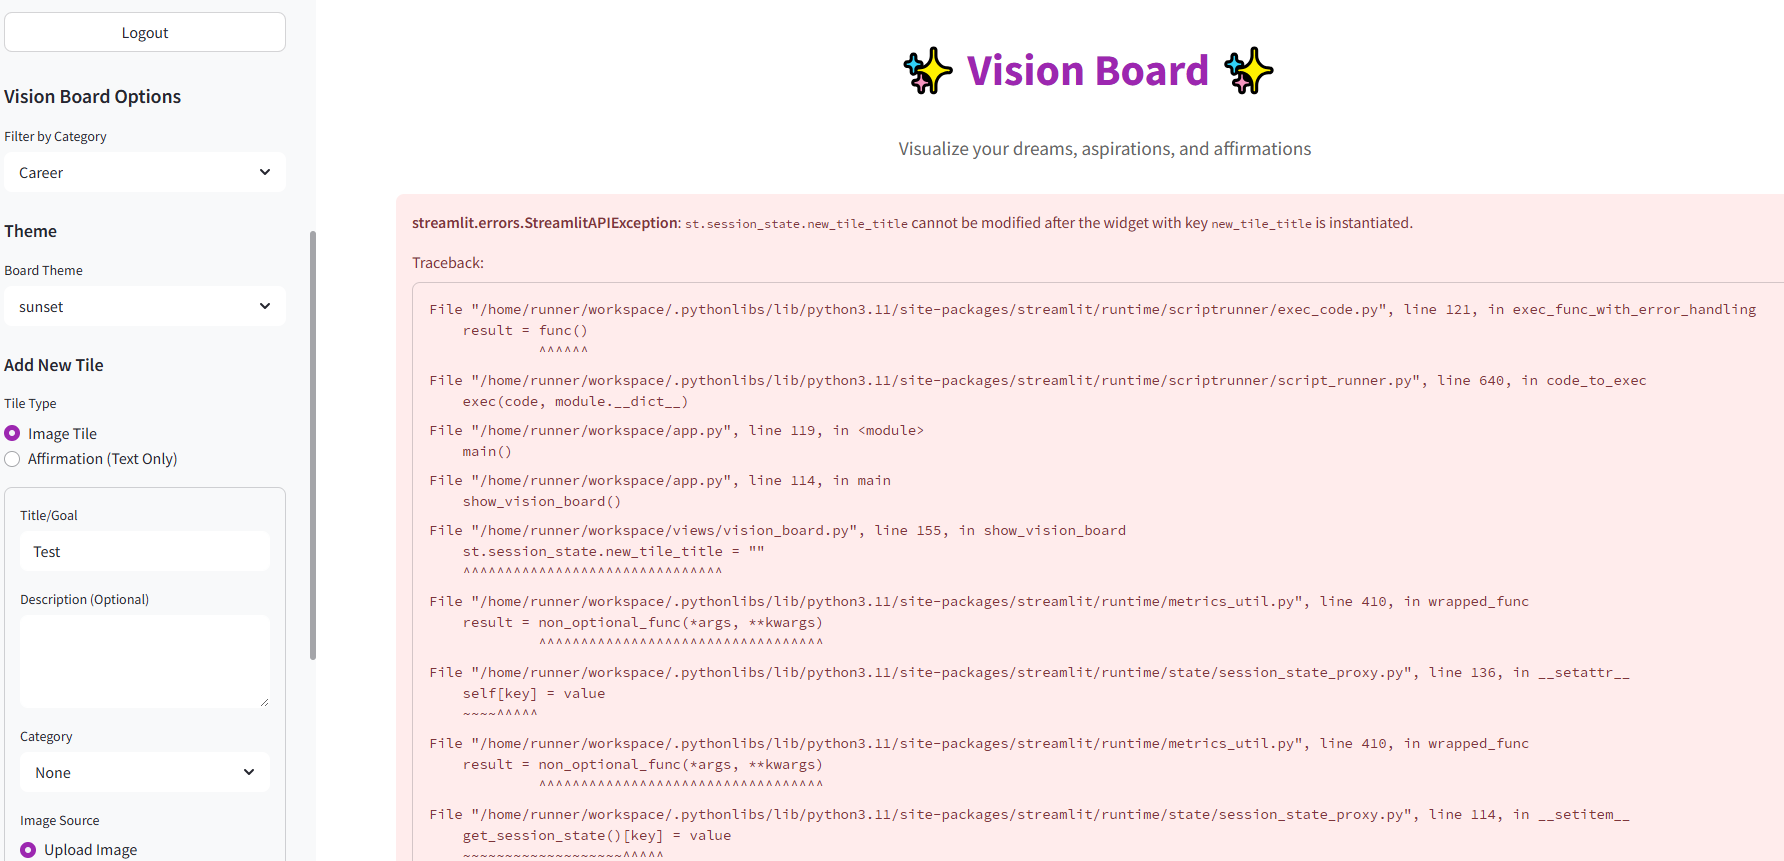 Logout
Vision Board Options
Filter by Category
Career
Theme
Board Theme
sunset
Add New Tile
Tile Type
Image Tile
Affirmation (Text Only)
Title/Goal
Test
Description (Optional)
Category
None
Image Source
Upload Image
Vision Board
Visualize your dreams, aspirations, and affirmations
streamlit.errors.StreamlitAPIException: st.session_state.new_tile_title cannot be modified after the widget with key new_tile_title is instantiated.
Traceback:
File "/home/runner/workspace/.pythonlibs/lib/python3.11/site-packages/streamlit/runtime/scriptrunner/exec_code.py", line 121, in exec_func_with_error_handling
result = func()
^^^^^^
File "/home/runner/workspace/.pythonlibs/lib/python3.11/site-packages/streamlit/runtime/scriptrunner/script_runner.py", line 640, in code_to_exec
exec(code, module.__dict__)
File "/home/runner/workspace/app.py", line 119, in <module>
main()
File "/home/runner/workspace/app.py", line 114, in main
show_vision_board()
File "/home/runner/workspace/views/vision_board.py", line 155, in show_vision_board
st.session_state.new_tile_title = ""
^^^^^^^^^^^^^^^^^^^^^^^^^^^^^^^
File "/home/runner/workspace/.pythonlibs/lib/python3.11/site-packages/streamlit/runtime/metrics_util.py", line 410, in wrapped_func
result = non_optional_func(*args, **kwargs)
^^^^^^^^^^^^^^^^^^^^^^^^^^^^^^^^^^
File "/home/runner/workspace/.pythonlibs/lib/python3.11/site-packages/streamlit/runtime/state/session_state_proxy.py", line 136, in __setattr__
self[key] = value
~~~~^^^^^
File "/home/runner/workspace/.pythonlibs/lib/python3.11/site-packages/streamlit/runtime/metrics_util.py", line 410, in wrapped_func
result = non_optional_func(*args, **kwargs)
^^^^^^^^^^^^^^^^^^^^^^^^^^^^^^^^^^
File "/home/runner/workspace/.pythonlibs/lib/python3.11/site-packages/streamlit/runtime/state/session_state_proxy.py", line 114, in __setitem__
get_session_state()[key] = value
~~~~~~~~~~~~~~~~~~~^^^^^